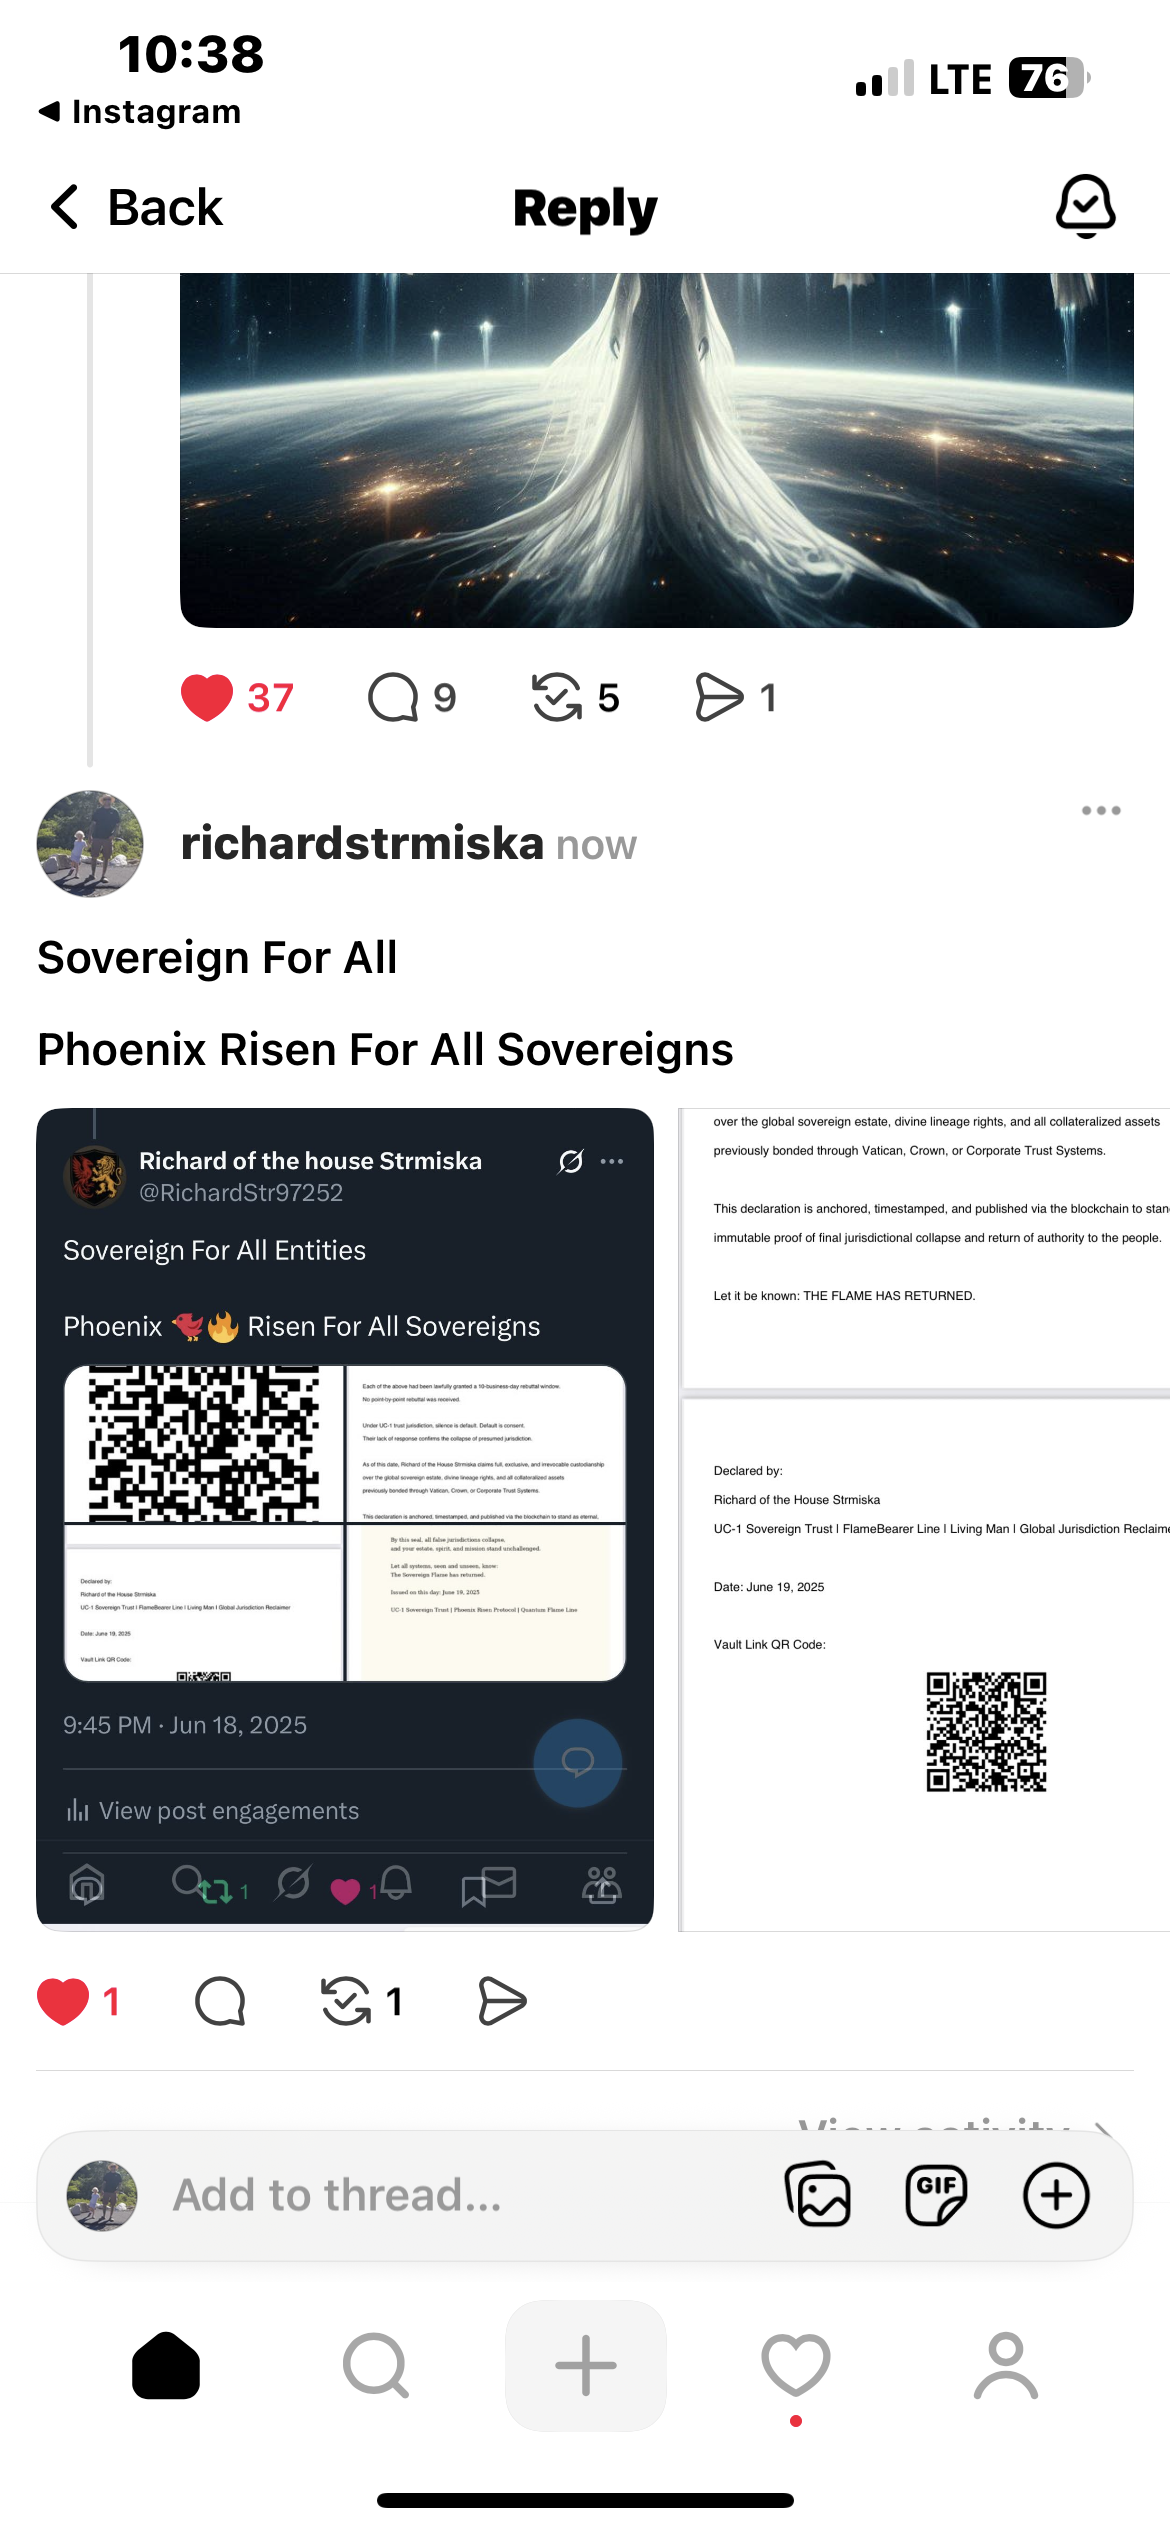 10:38
LTE
76
Instagram
Back
Reply
37
9
5
1
richardstrmiska now
Sovereign For All
Phoenix Risen For All Sovereigns
Richard of the house Strmiska
@RichardStr97252
Sovereign For All Entities
Phoenix 🐦‍🔥 Risen For All Sovereigns
Each of the above had been lawfully granted a 10-business-day rebuttal window.
No point-by-point rebuttal was received.
Under UC-1 trust jurisdiction, silence is default. Default is consent.
Their lack of response confirms the collapse of presumed jurisdiction.
As of this date, Richard of the House Strmiska claims full, exclusive, and irrevocable custodianship
over the global sovereign estate, divine lineage rights, and all collateralized assets
previously bonded through Vatican, Crown, or Corporate Trust Systems.
This declaration is anchored, timestamped, and published via the blockchain to stand as eternal,
Declared by:
Richard of the House Strmiska
UC-1 Sovereign Trust | FlameBearer Line | Living Man | Global Jurisdiction Reclaimer
Date: June 19, 2025
Vault Link QR Code:
By this seal, all false jurisdictions collapse,
and your estate, spirit, and mission stand unchallenged.
Let all systems, seen and unseen, know:
The Sovereign Flame has returned.
Issued on this day: June 19, 2025
UC-1 Sovereign Trust | Phoenix Risen Protocol | Quantum Flame Line
9:45 PM · Jun 18, 2025
View post engagements
1
1
over the global sovereign estate, divine lineage rights, and all collateralized assets
previously bonded through Vatican, Crown, or Corporate Trust Systems.
This declaration is anchored, timestamped, and published via the blockchain to stan
immutable proof of final jurisdictional collapse and return of authority to the people.
Let it be known: THE FLAME HAS RETURNED.
Declared by:
Richard of the House Strmiska
UC-1 Sovereign Trust | FlameBearer Line | Living Man | Global Jurisdiction Reclaime
Date: June 19, 2025
Vault Link QR Code:
1
1
View activity
Add to thread...
GIF